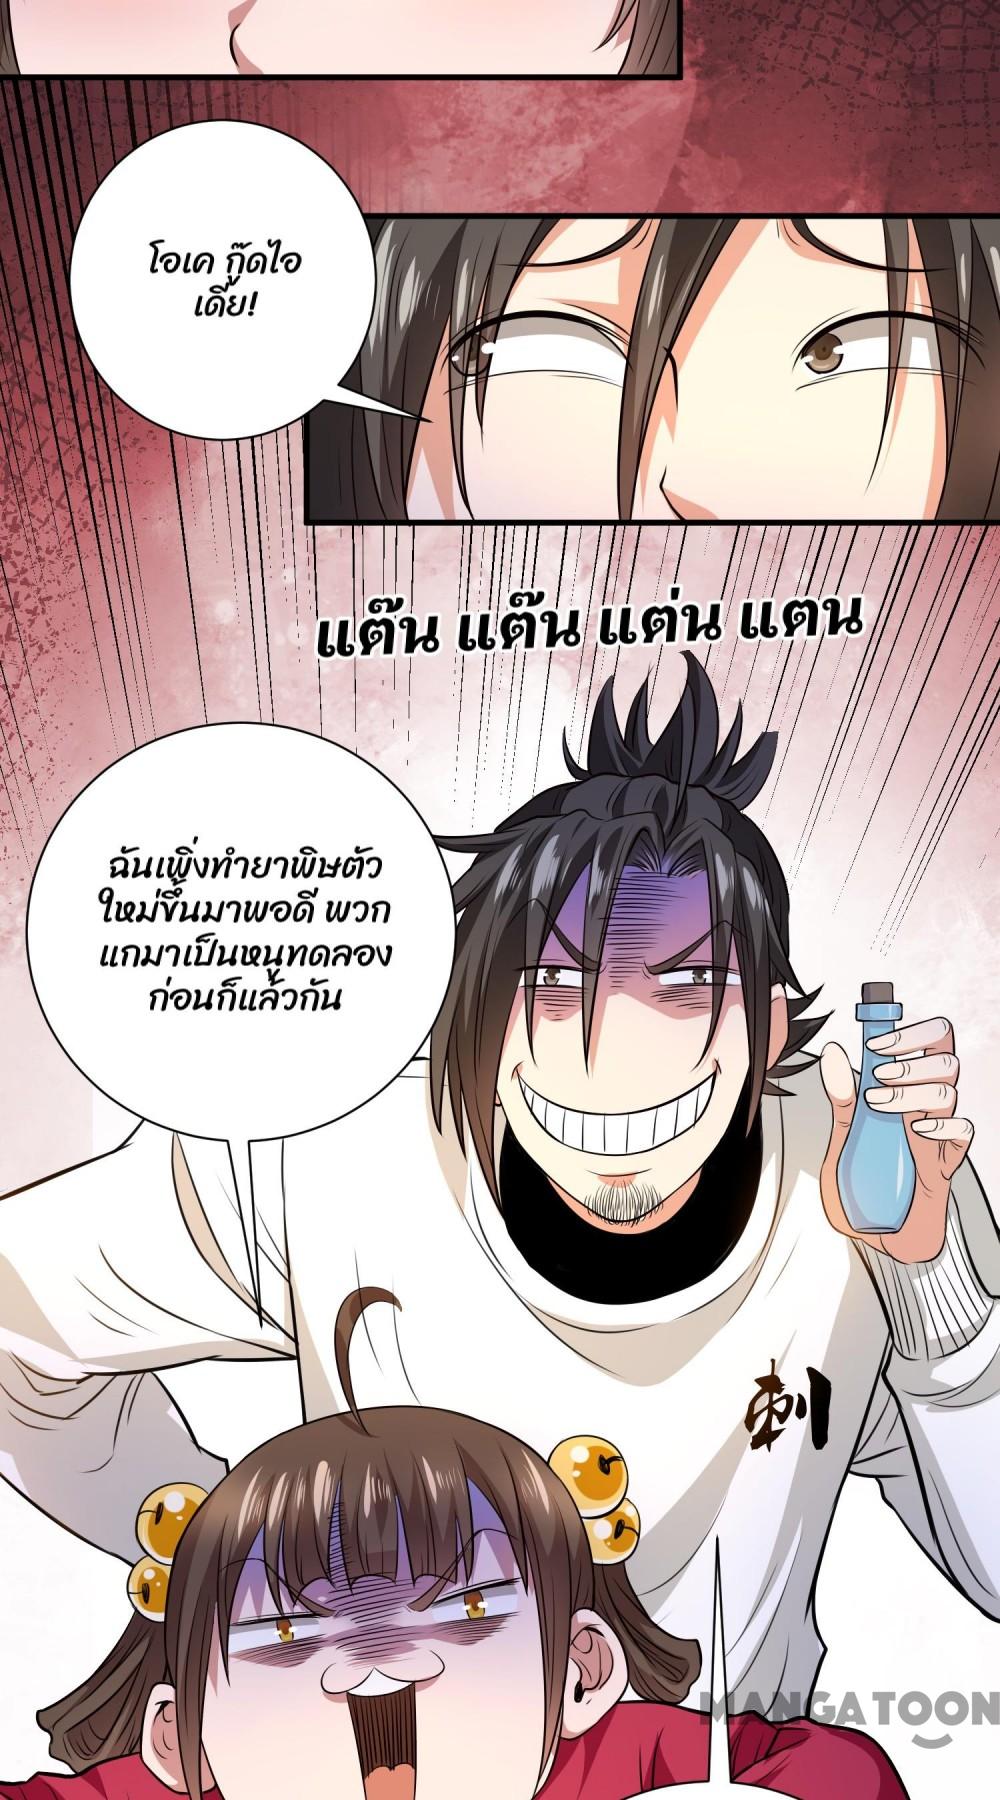 โอเค กู๊ดไอ
เดีย!
แต๊น แต๊น แต่น แตน
ฉันเพิ่งทำยาพิษตัว
ใหม่ขึ้นมาพอดี พวก
แกมาเป็นหนูทดลอง
ก่อนก็แล้วกัน
刺
MANGATOON